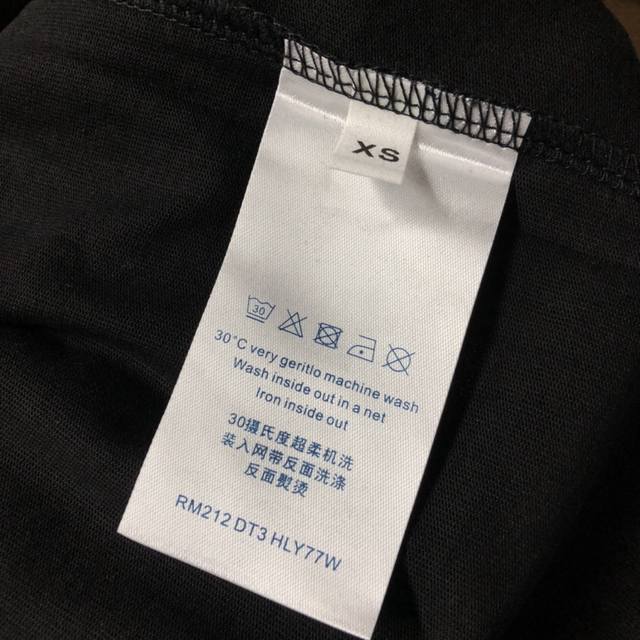 XS
30
30°C very geritlo machine wash
Wash inside out in a net
Iron inside out
30摄氏度超柔机洗
装入网带反面洗涤
反面熨烫
RM212 DT3 HLY77W